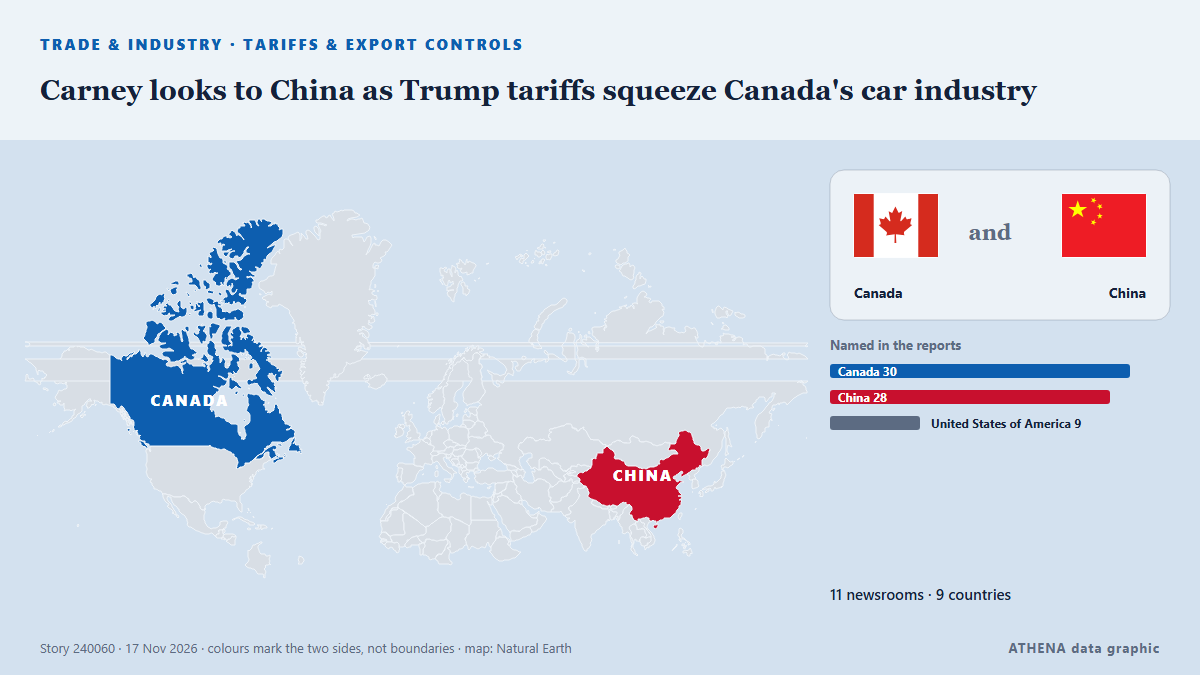 TRADE & INDUSTRY · TARIFFS & EXPORT CONTROLS
Carney looks to China as Trump tariffs squeeze Canada's car industry
CANADA
CHINA
and
Canada
China
Named in the reports
Canada 30
China 28
United States of America 9
11 newsrooms · 9 countries
Story 240060 · 17 Nov 2026 · colours mark the two sides, not boundaries · map: Natural Earth
ATHENA data graphic